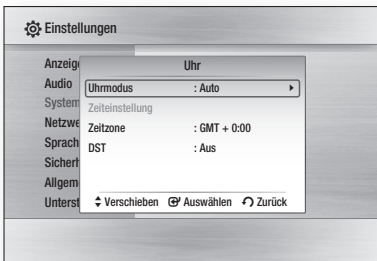 Einstellungen
Anzeig
Uhr
Audio
Uhrmodus : Auto
System
Zeiteinstellung
Netzwe
Zeitzone : GMT + 0:00
Sprach
DST : Aus
Sicherh
Allgem
Unterst
Verschieben Auswählen Zurück